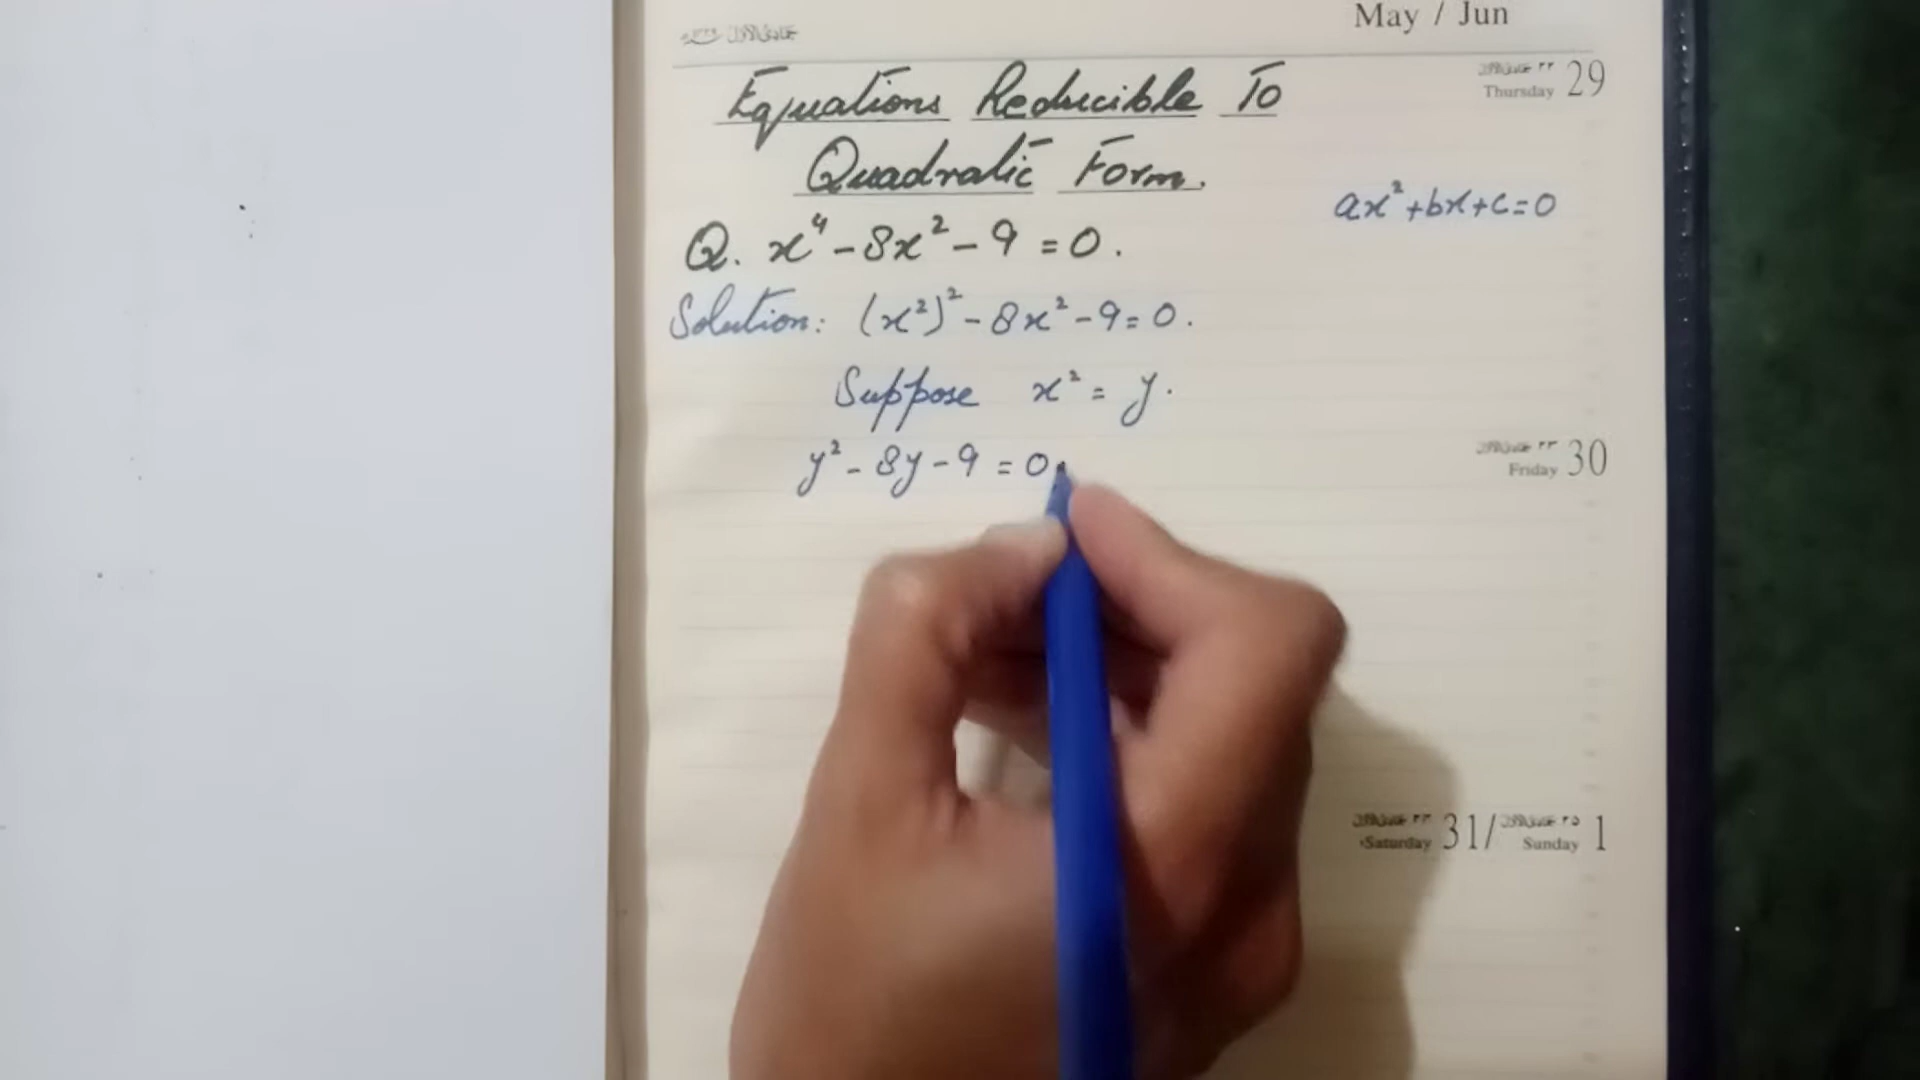 May / Jun
Equations Reducible To
Thursday 29
Quadratic Form.
ax²+bx+c=0
Q. x⁴-8x²-9=0.
Solution: (x²)²-8x²-9=0.
Suppose x²=y.
y²-8y-9=0
Friday 30
Saturday 31/ Sunday 1